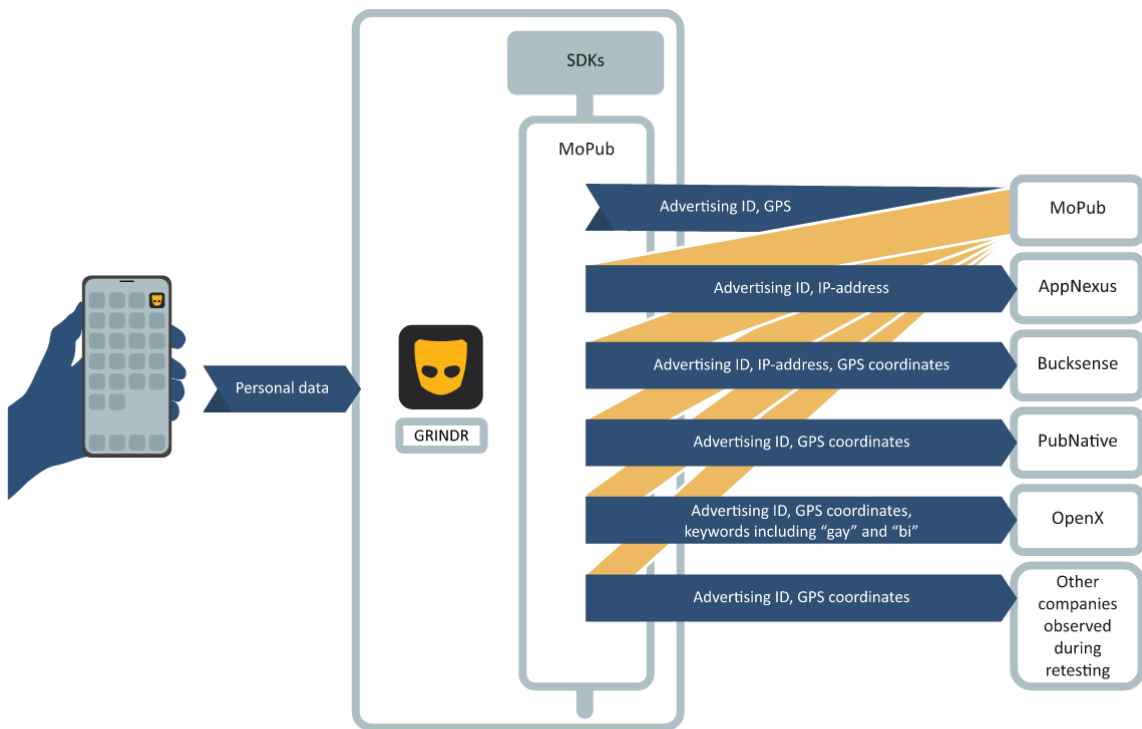 SDKs
MoPub
Advertising ID, GPS
MoPub
Advertising ID, IP-address
AppNexus
Advertising ID, IP-address, GPS coordinates
Bucksense
Personal data
GRINDR
Advertising ID, GPS coordinates
PubNative
Advertising ID, GPS coordinates,
keywords including “gay” and “bi”
OpenX
Advertising ID, GPS coordinates
Other
companies
observed
during
retesting